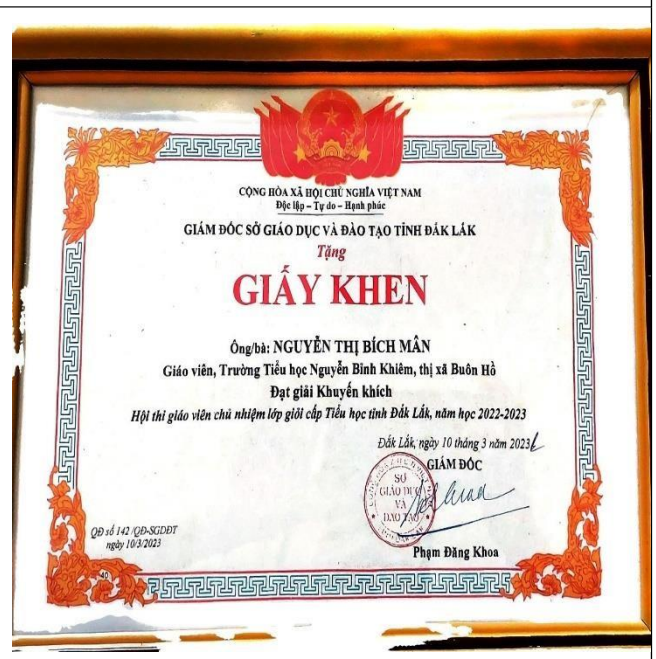 CỘNG HÒA XÃ HỘI CHỦ NGHĨA VIỆT NAM
Độc lập – Tự do – Hạnh phúc
GIÁM ĐỐC SỞ GIÁO DỤC VÀ ĐÀO TẠO TỈNH ĐẮK LẮK
Tặng
GIẤY KHEN
Ông/bà: NGUYỄN THỊ BÍCH MÂN
Giáo viên, Trường Tiểu học Nguyễn Bỉnh Khiêm, thị xã Buôn Hồ
Đạt giải Khuyến khích
Hội thi giáo viên chủ nhiệm lớp giỏi cấp Tiểu học tỉnh Đắk Lắk, năm học 2022-2023
Đắk Lắk, ngày 10 tháng 3 năm 2023
GIÁM ĐỐC
SỞ
GIÁO DỤC
VÀ
ĐÀO TẠO
QĐ số 142 /QĐ-SGDĐT
ngày 10/3/2023
Phạm Đăng Khoa
40